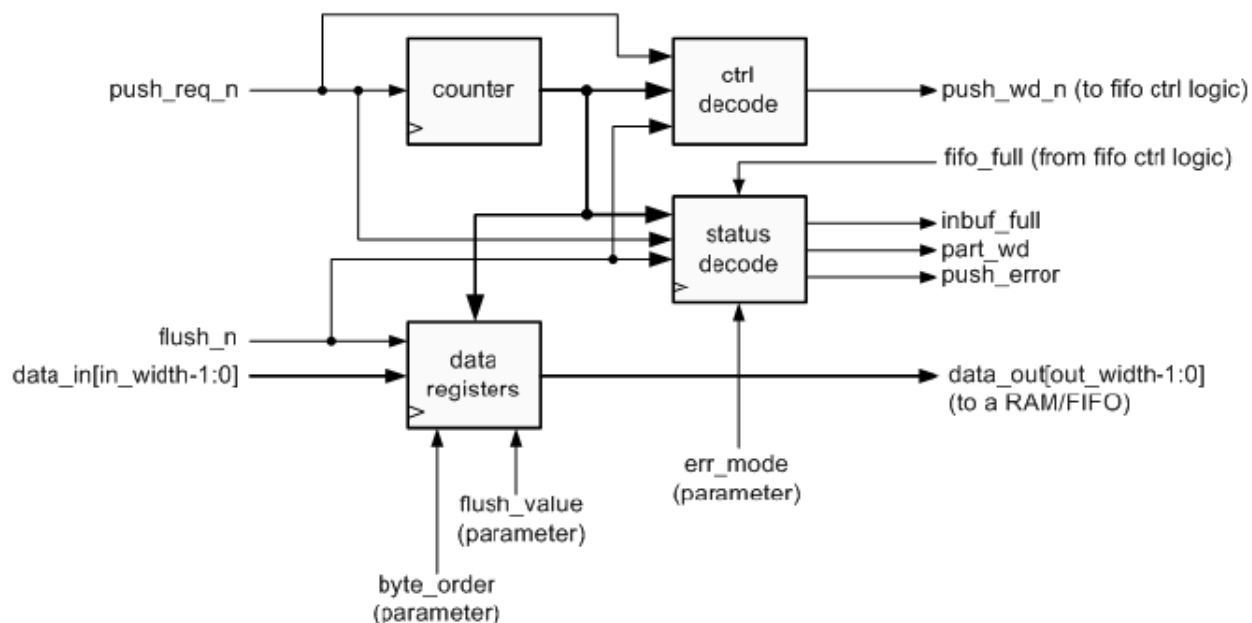 push_req_n
counter
ctrl
decode
push_wd_n (to fifo ctrl logic)
fifo_full (from fifo ctrl logic)
status
decode
inbuf_full
part_wd
push_error
flush_n
data_in[in_width-1:0]
data
registers
data_out[out_width-1:0]
(to a RAM/FIFO)
err_mode
(parameter)
flush_value
(parameter)
byte_order
(parameter)